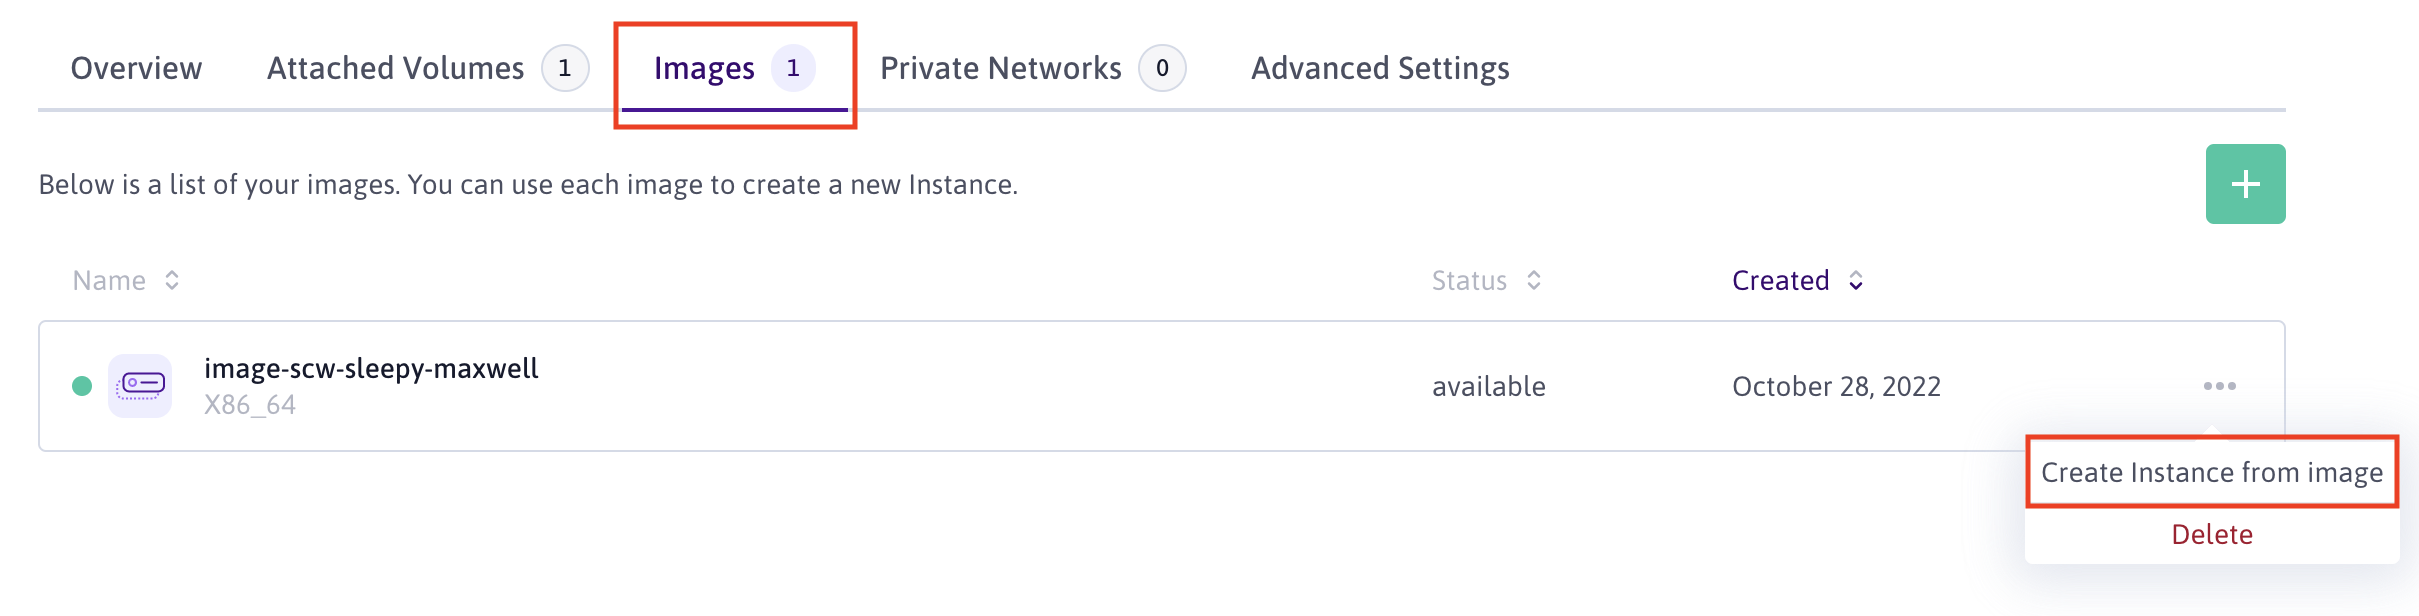 Overview Attached Volumes 1 Images 1 Private Networks 0 Advanced Settings
Below is a list of your images. You can use each image to create a new Instance.
Name Status Created
image-scw-sleepy-maxwell
X86_64
available October 28, 2022
Create Instance from image
Delete